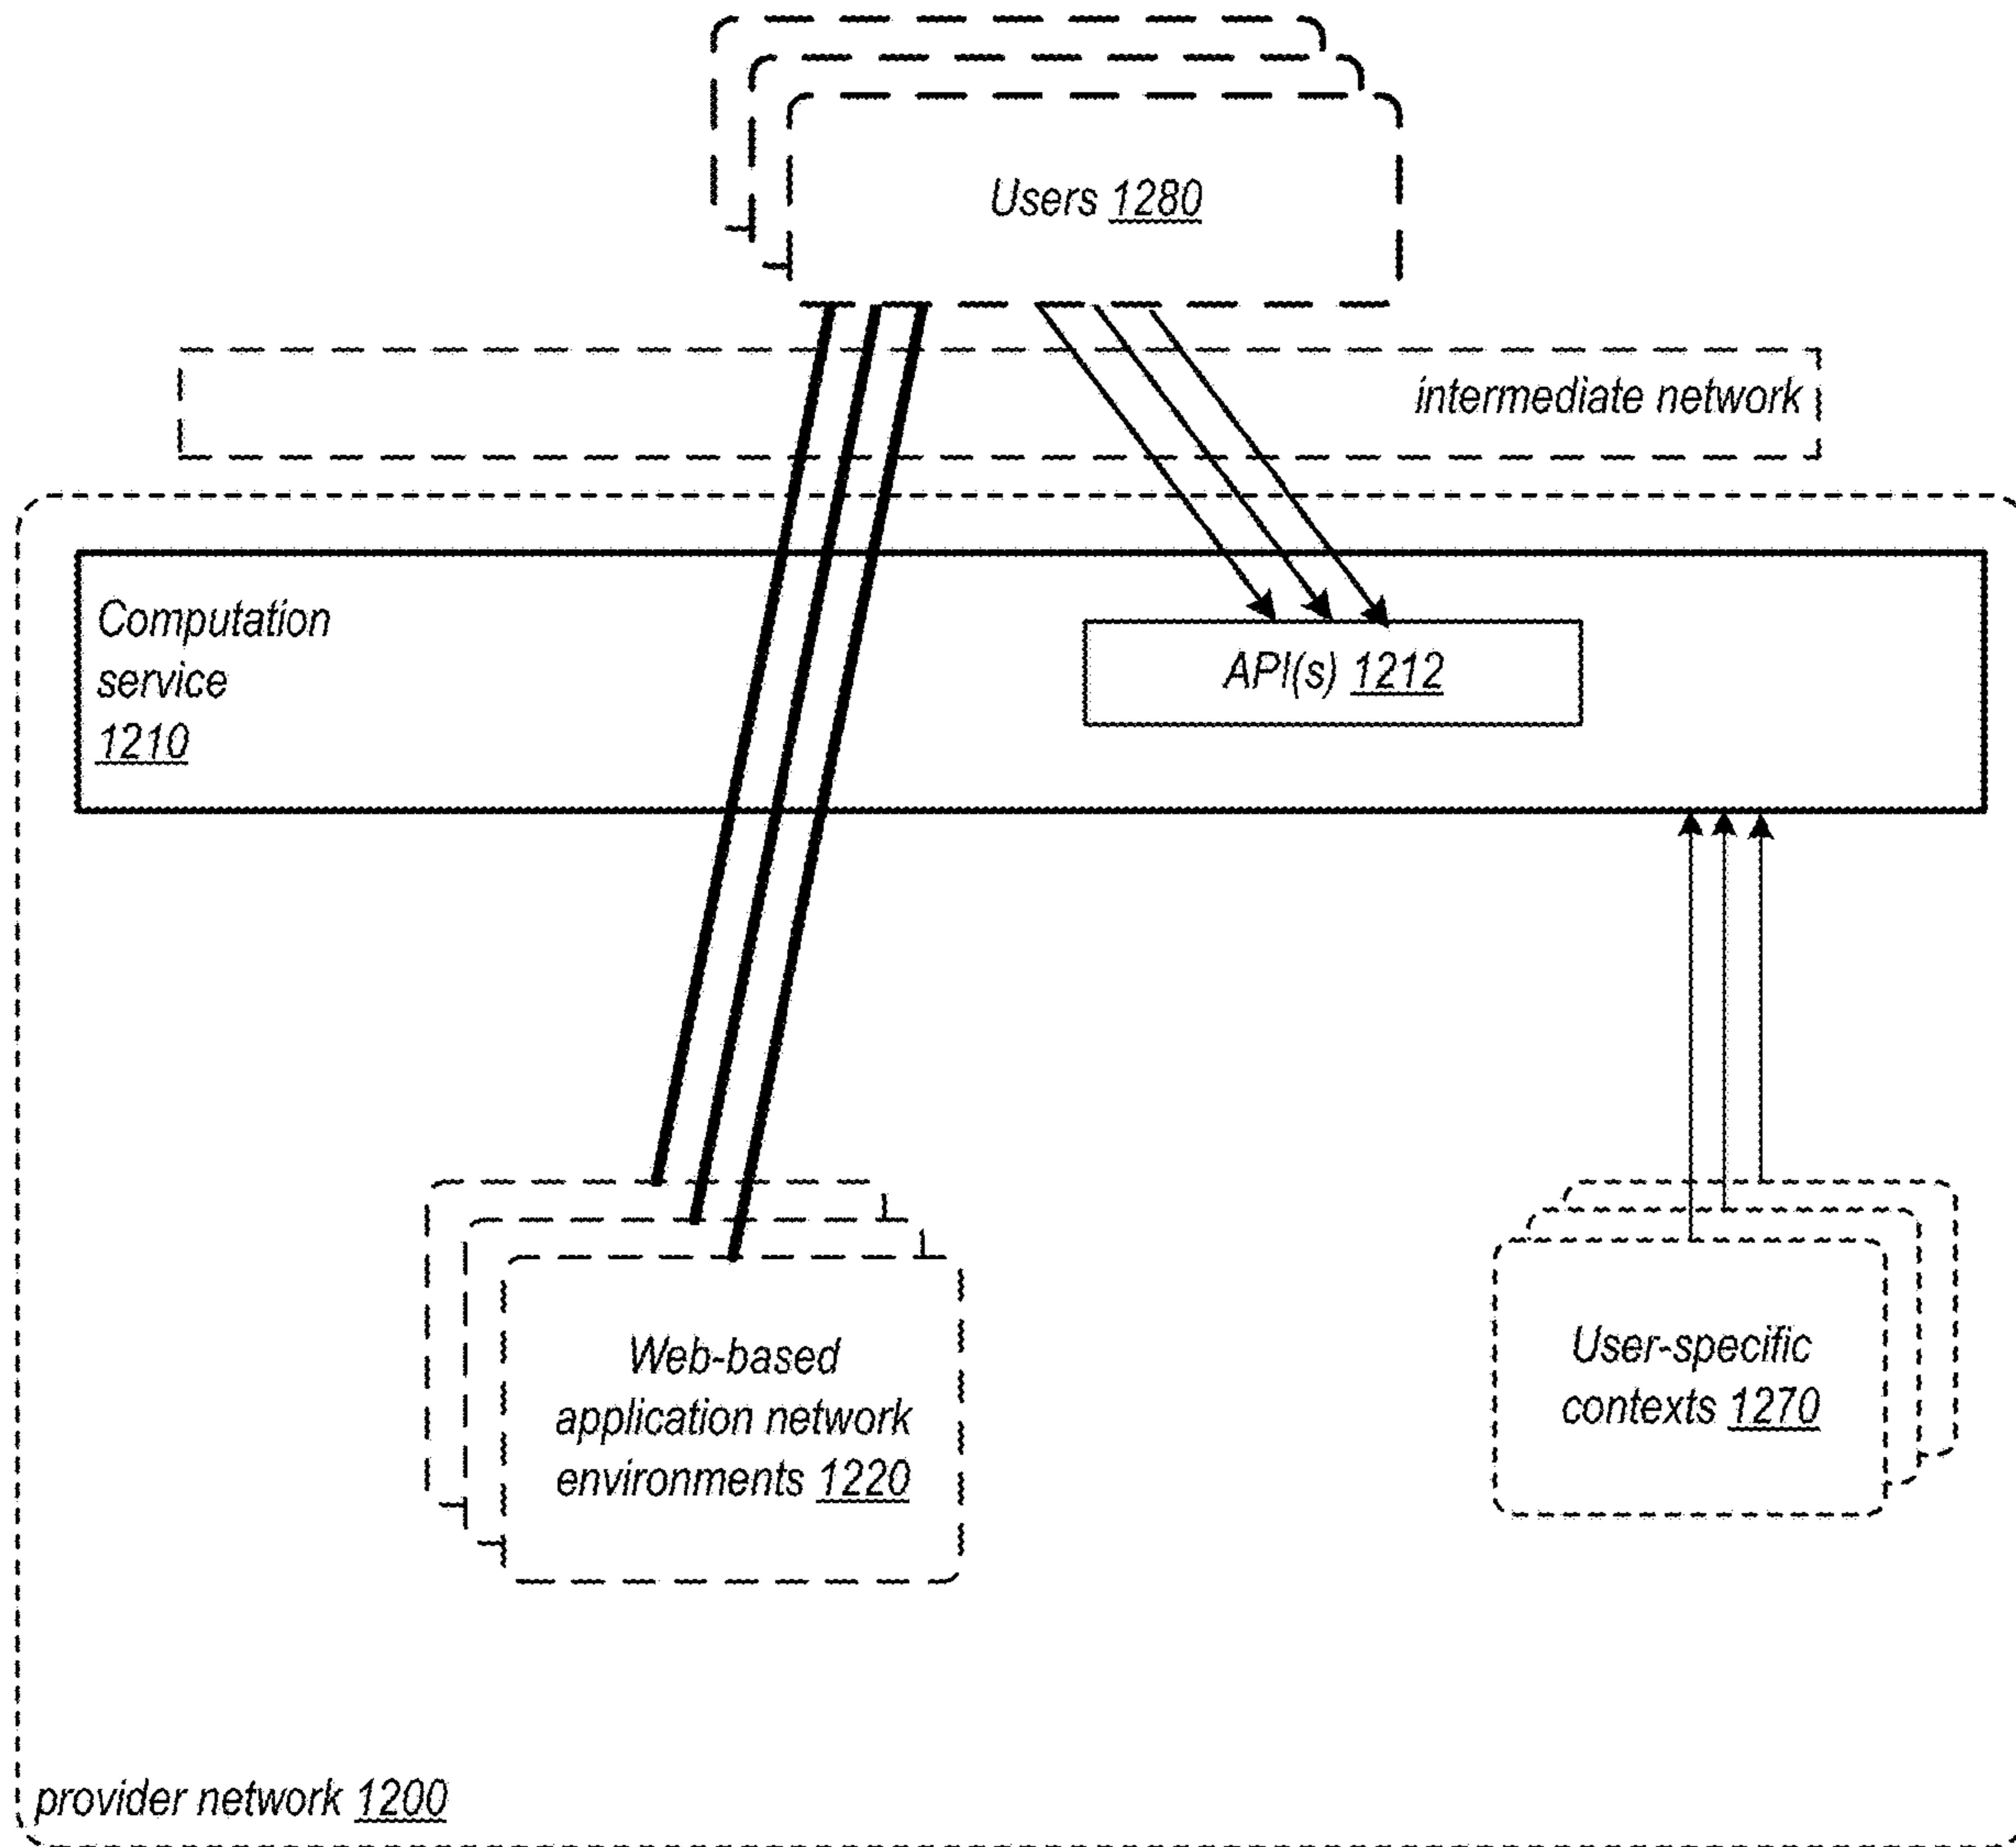 Users 1280
intermediate network
Computation
service
1210
API(s) 1212
Web-based
application network
environments 1220
User-specific
contexts 1270
provider network 1200